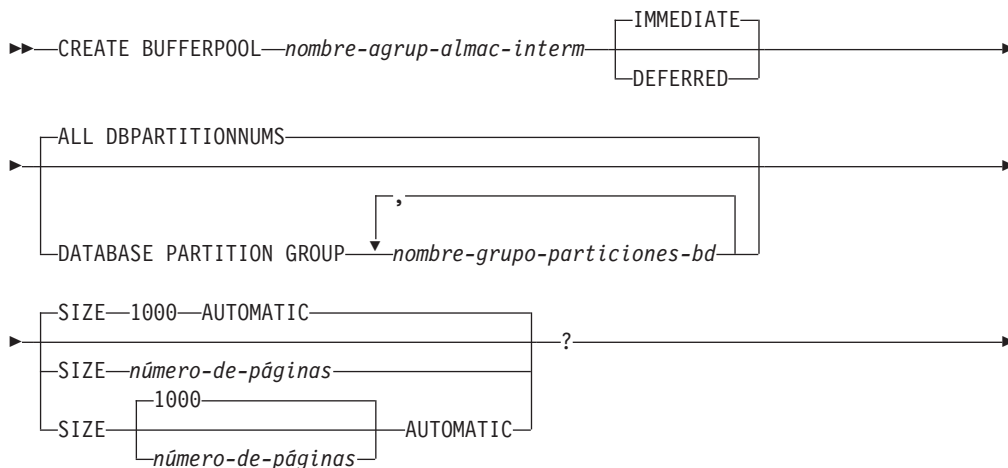 IMMEDIATE
CREATE BUFFERPOOL nombre-agrup-almac-interm
DEFERRED
ALL DBPARTITIONNUMS
,
DATABASE PARTITION GROUP nombre-grupo-particiones-bd
SIZE 1000 AUTOMATIC
?
SIZE número-de-páginas
1000
SIZE AUTOMATIC
número-de-páginas